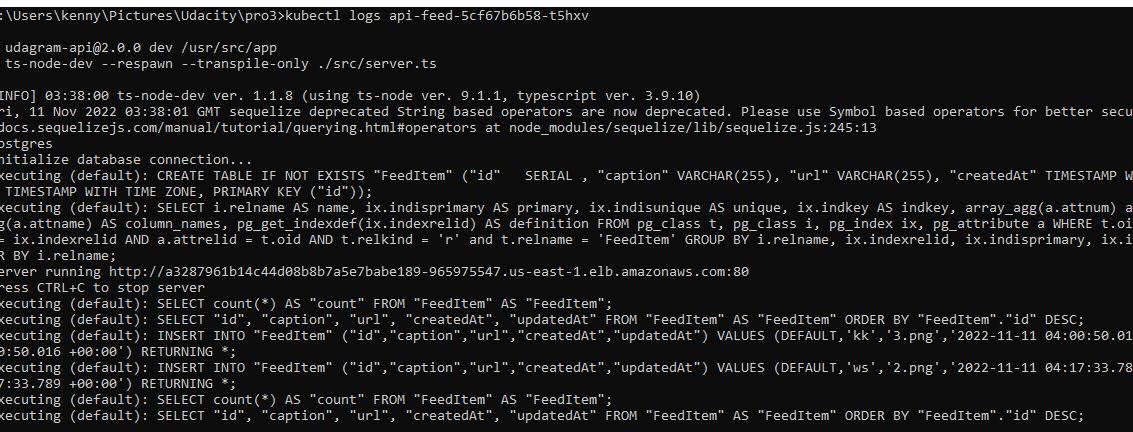 :\Users\kenny\Pictures\Udacity\pro3>kubectl logs api-feed-5cf67b6b58-t5hxv
udagram-api@2.0.0 dev /usr/src/app
ts-node-dev --respawn --transpile-only ./src/server.ts
INFO] 03:38:00 ts-node-dev ver. 1.1.8 (using ts-node ver. 9.1.1, typescript ver. 3.9.10)
ri, 11 Nov 2022 03:38:01 GMT sequelize deprecated String based operators are now deprecated. Please use Symbol based operators for better secu
docs.sequelizejs.com/manual/tutorial/querying.html#operators at node_modules/sequelize/lib/sequelize.js:245:13
ostgres
nitialize database connection...
xecuting (default): CREATE TABLE IF NOT EXISTS "FeedItem" ("id"   SERIAL , "caption" VARCHAR(255), "url" VARCHAR(255), "createdAt" TIMESTAMP W
 TIMESTAMP WITH TIME ZONE, PRIMARY KEY ("id"));
xecuting (default): SELECT i.relname AS name, ix.indisprimary AS primary, ix.indisunique AS unique, ix.indkey AS indkey, array_agg(a.attnum) a
g(a.attname) AS column_names, pg_get_indexdef(ix.indexrelid) AS definition FROM pg_class t, pg_class i, pg_index ix, pg_attribute a WHERE t.oi
= ix.indexrelid AND a.attrelid = t.oid AND t.relkind = 'r' and t.relname = 'FeedItem' GROUP BY i.relname, ix.indexrelid, ix.indisprimary, ix.i
R BY i.relname;
erver running http://a3287961b14c44d08b8b7a5e7babe189-965975547.us-east-1.elb.amazonaws.com:80
ress CTRL+C to stop server
xecuting (default): SELECT count(*) AS "count" FROM "FeedItem" AS "FeedItem";
xecuting (default): SELECT "id", "caption", "url", "createdAt", "updatedAt" FROM "FeedItem" AS "FeedItem" ORDER BY "FeedItem"."id" DESC;
xecuting (default): INSERT INTO "FeedItem" ("id","caption","url","createdAt","updatedAt") VALUES (DEFAULT,'kk','3.png','2022-11-11 04:00:50.01
0:50.016 +00:00') RETURNING *;
xecuting (default): INSERT INTO "FeedItem" ("id","caption","url","createdAt","updatedAt") VALUES (DEFAULT,'ws','2.png','2022-11-11 04:17:33.78
7:33.789 +00:00') RETURNING *;
xecuting (default): SELECT count(*) AS "count" FROM "FeedItem" AS "FeedItem";
xecuting (default): SELECT "id", "caption", "url", "createdAt", "updatedAt" FROM "FeedItem" AS "FeedItem" ORDER BY "FeedItem"."id" DESC;